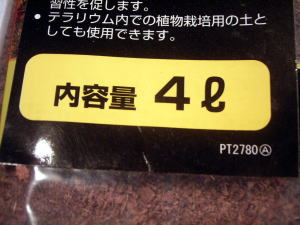 習性を促します。
• テラリウム内での植物栽培用の土と
しても使用できます。
内容量 4ℓ
PT2780Ⓐ